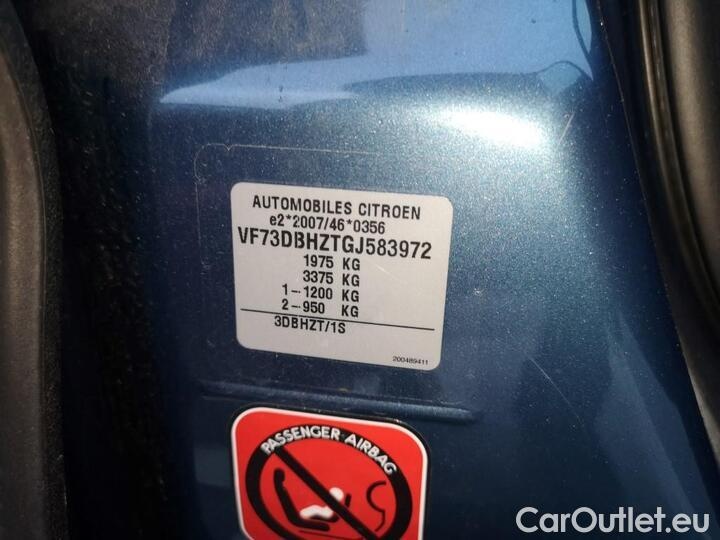 AUTOMOBILES CITROEN
e2*2007/46*0356
VF73DBHZTGJ583972
1975 KG
3375 KG
1-1200 KG
2-950 KG
3DBHZT/1S
200489411
PASSENGER AIRBAG
CarOutlet.eu